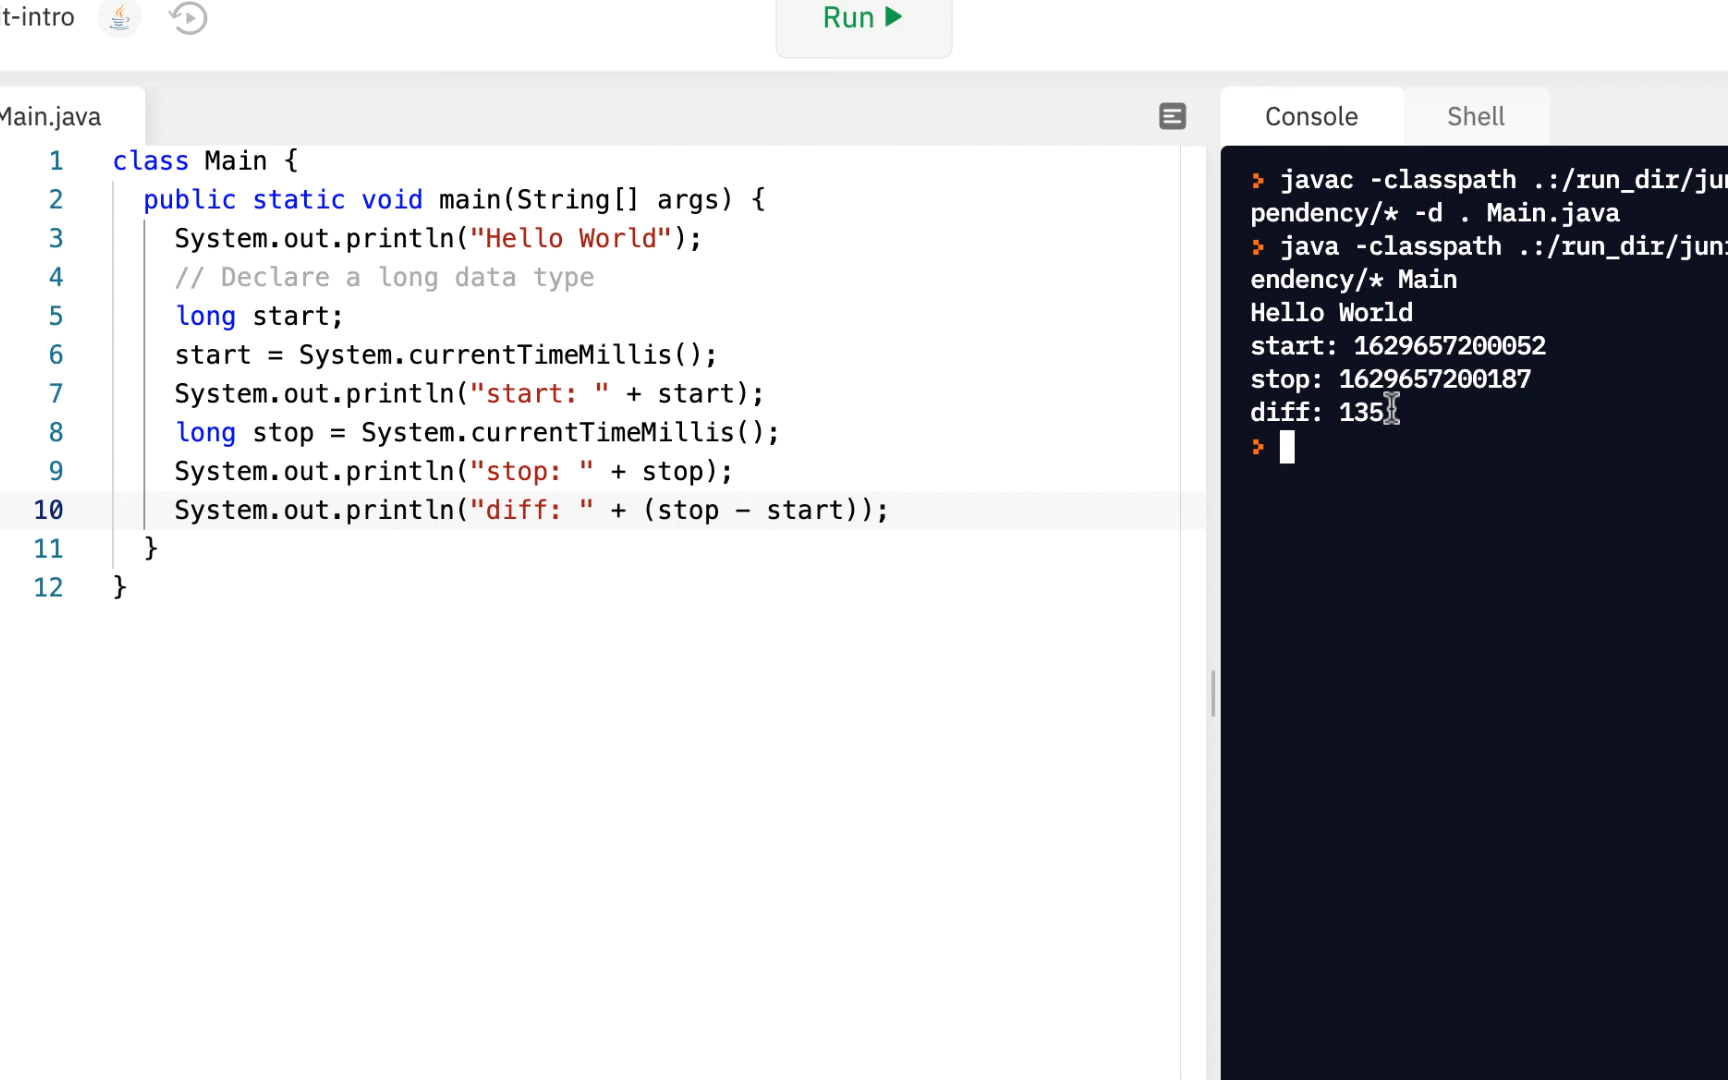 it-intro
Run
Main.java
Console
Shell
1 class Main {
2 public static void main(String[] args) {
3 System.out.println("Hello World");
4 // Declare a long data type
5 long start;
6 start = System.currentTimeMillis();
7 System.out.println("start: " + start);
8 long stop = System.currentTimeMillis();
9 System.out.println("stop: " + stop);
10 System.out.println("diff: " + (stop - start));
11 }
12 }
javac -classpath .:/run_dir/jun
pendency/* -d . Main.java
java -classpath .:/run_dir/juni
endency/* Main
Hello World
start: 1629657200052
stop: 1629657200187
diff: 135